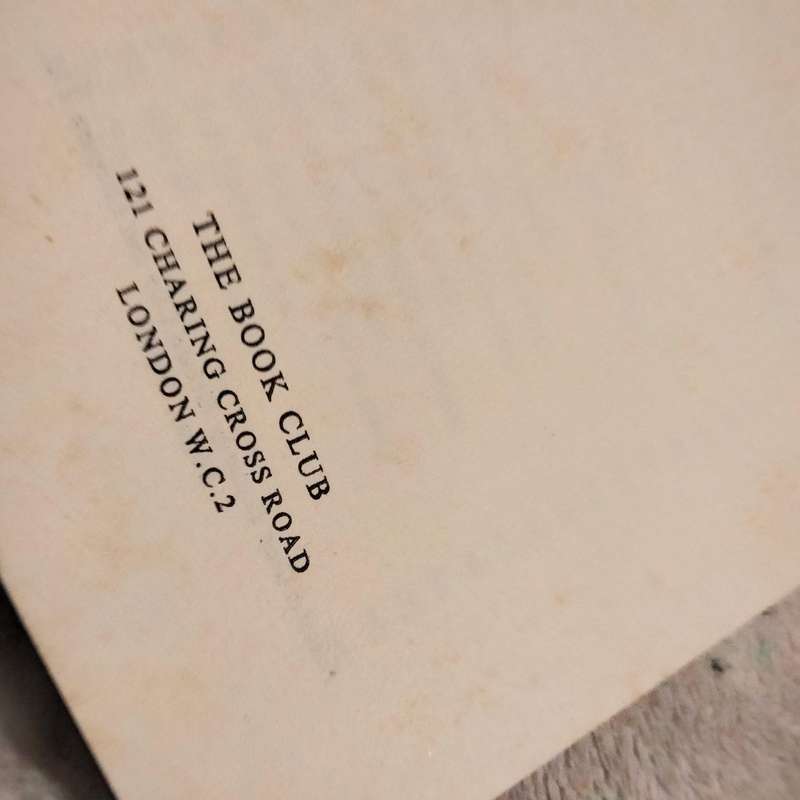 THE BOOK CLUB
121 CHARING CROSS ROAD
LONDON W.C.2